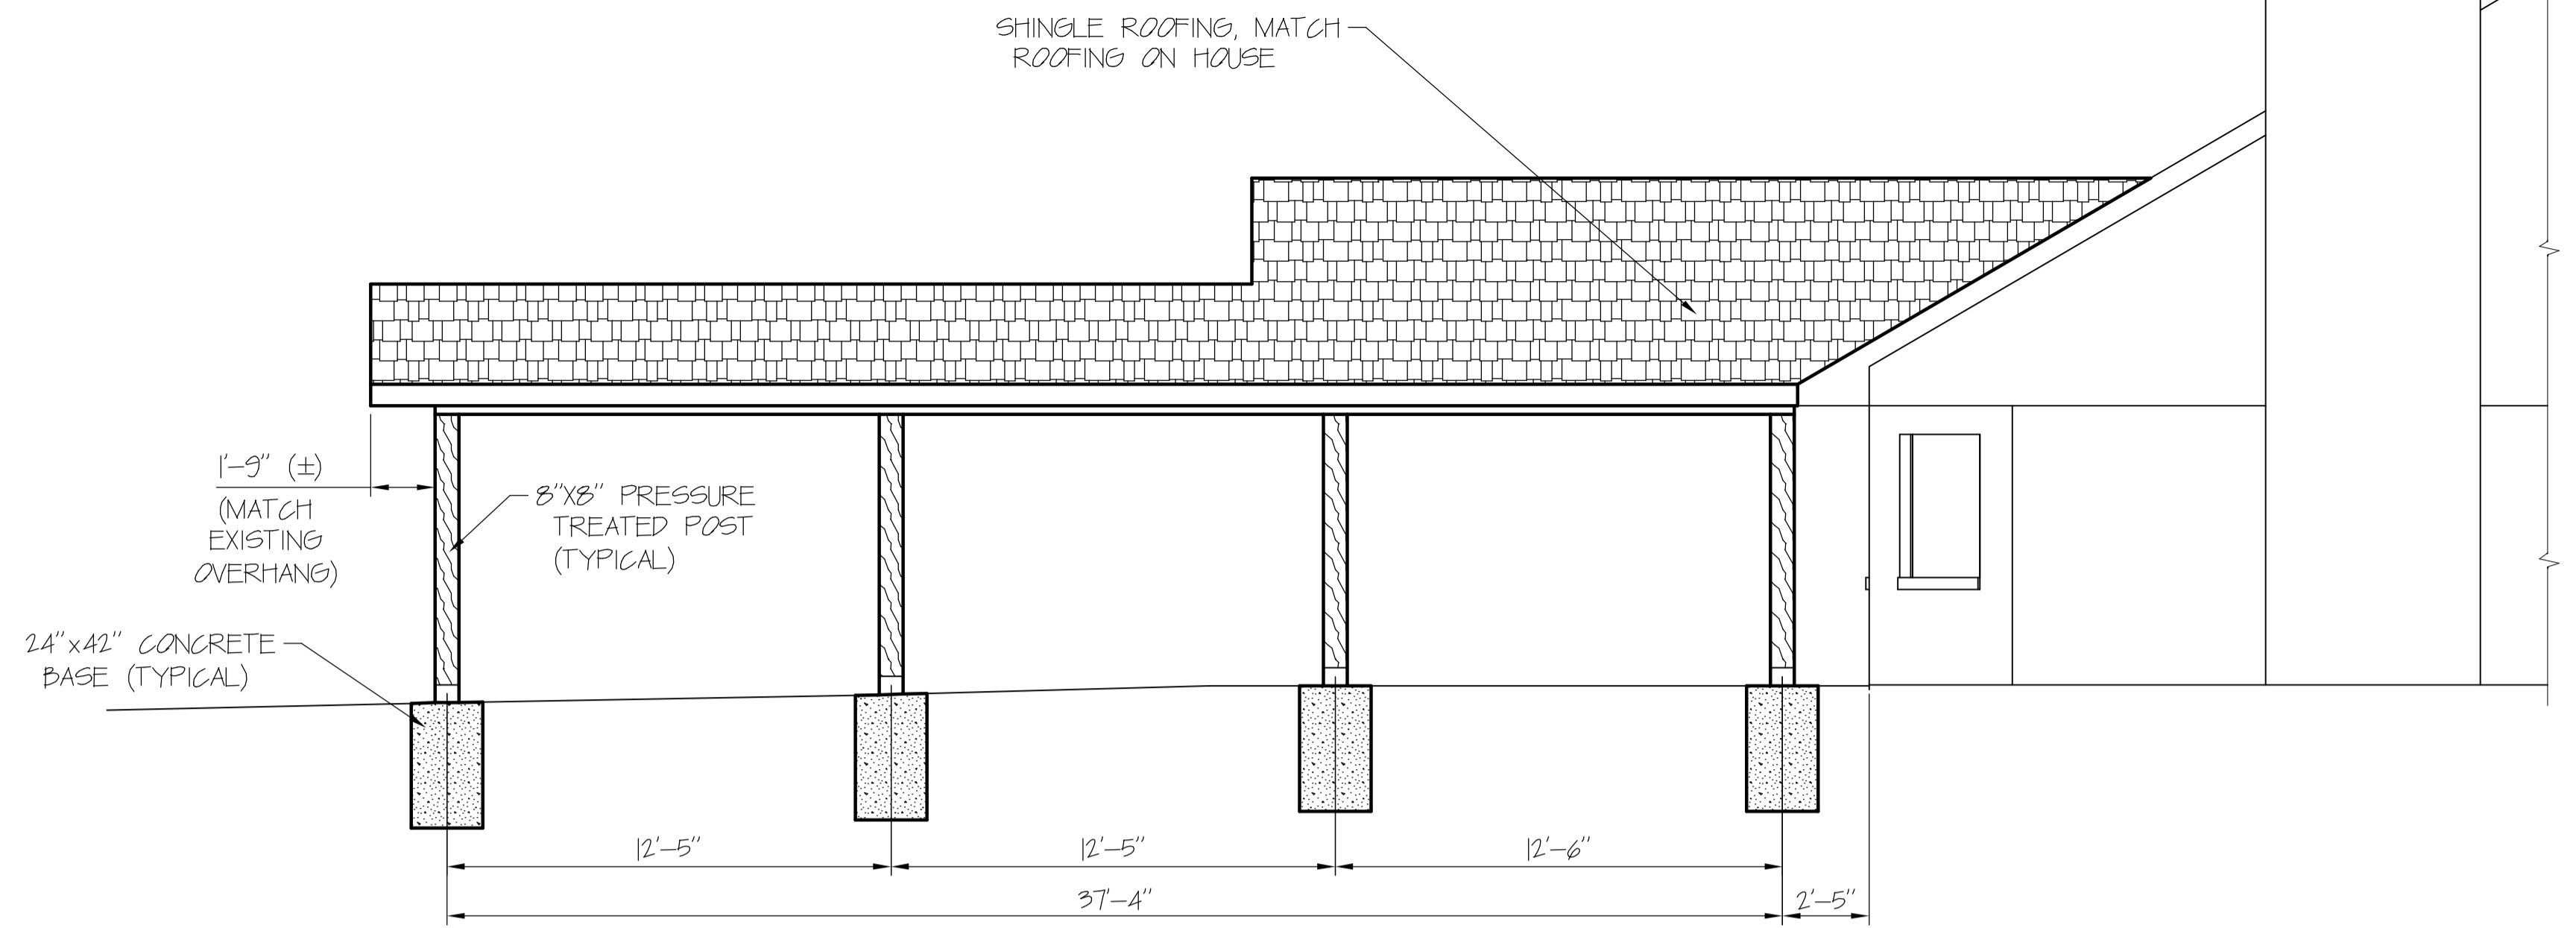 SHINGLE ROOFING, MATCH
ROOFING ON HOUSE
1'-9" (±)
(MATCH
EXISTING
OVERHANG)
8"X8" PRESSURE
TREATED POST
(TYPICAL)
24"x42" CONCRETE
BASE (TYPICAL)
12'-5"
12'-5"
12'-6"
37'-4"
2'-5"